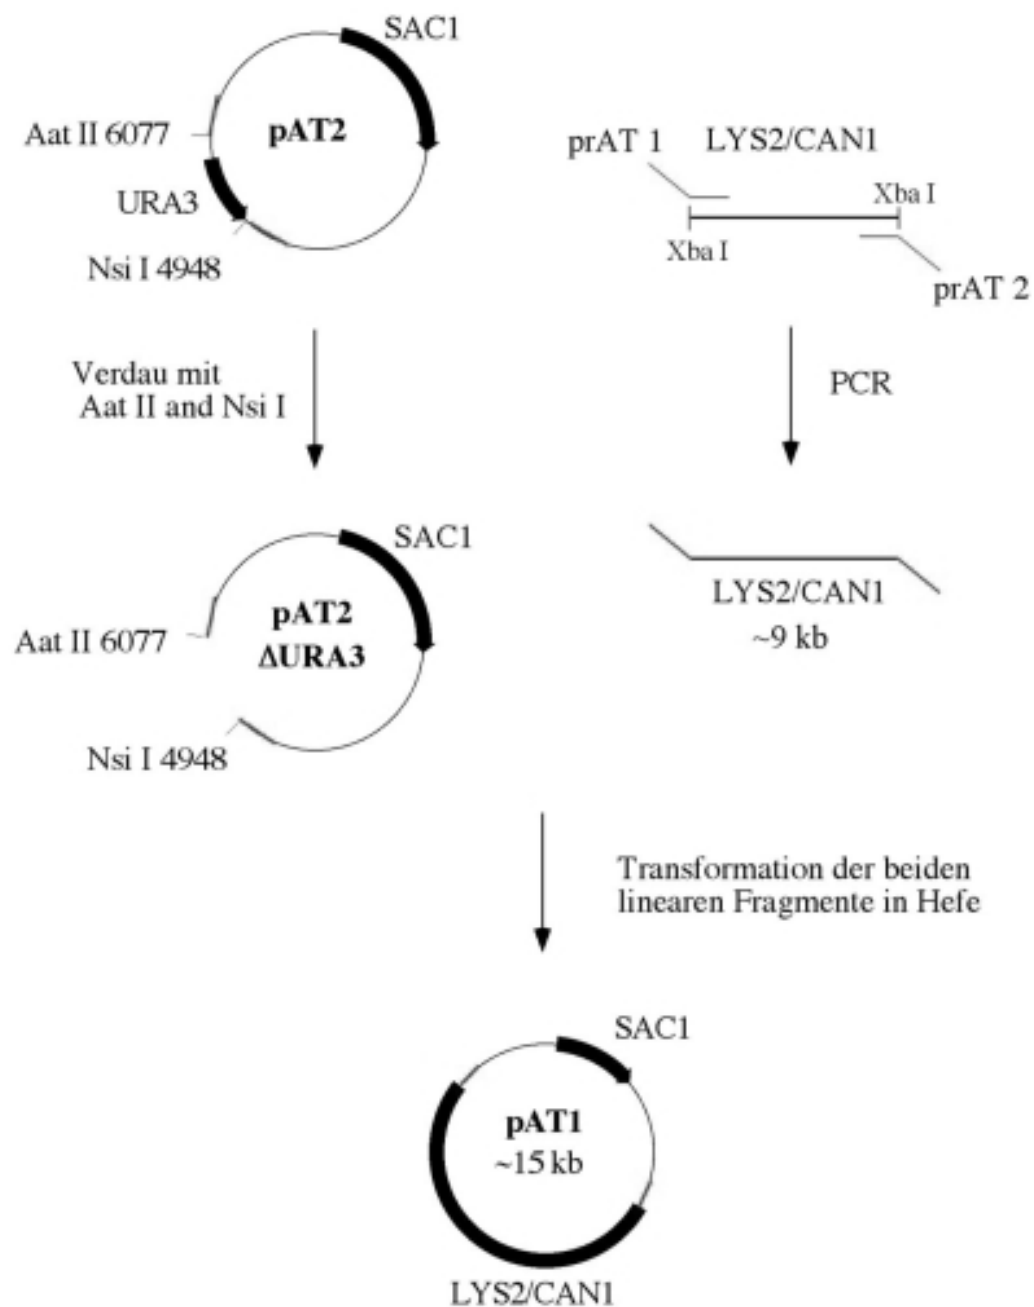 SAC1
pAT2
Aat II 6077
URA3
Nsi I 4948
prAT 1
LYS2/CAN1
Xba I
Xba I
prAT 2
Verdau mit
Aat II and Nsi I
PCR
SAC1
pAT2
ΔURA3
Aat II 6077
Nsi I 4948
LYS2/CAN1
~9 kb
Transformation der beiden
linearen Fragmente in Hefe
SAC1
pAT1
~15 kb
LYS2/CAN1